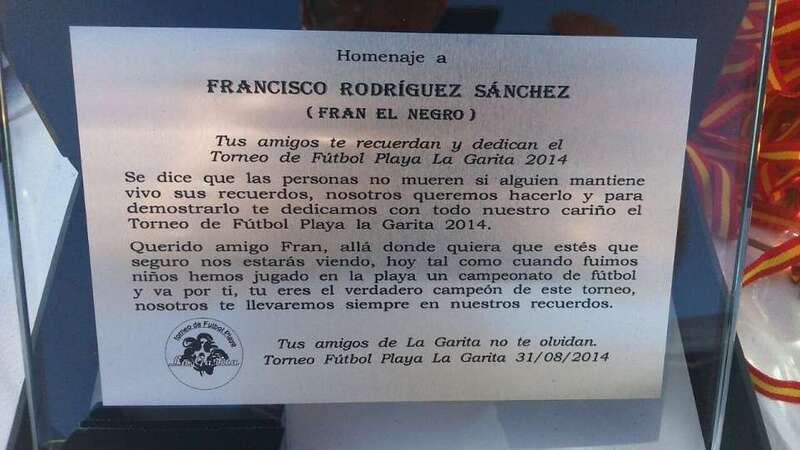 Homenaje a
FRANCISCO RODRÍGUEZ SÁNCHEZ
( FRAN EL NEGRO )
Tus amigos te recuerdan y dedican el
Torneo de Fútbol Playa La Garita 2014
Se dice que las personas no mueren si alguien mantiene
vivo sus recuerdos, nosotros queremos hacerlo y para
demostrarlo te dedicamos con todo nuestro cariño el
Torneo de Fútbol Playa la Garita 2014.
Querido amigo Fran, allá donde quiera que estés que
seguro nos estarás viendo, hoy tal como cuando fuimos
niños hemos jugado en la playa un campeonato de fútbol
y va por ti, tu eres el verdadero campeón de este torneo,
nosotros te llevaremos siempre en nuestros recuerdos.
Torneo de Fútbol Playa
La Garita
Tus amigos de La Garita no te olvidan.
Torneo Fútbol Playa La Garita 31/08/2014